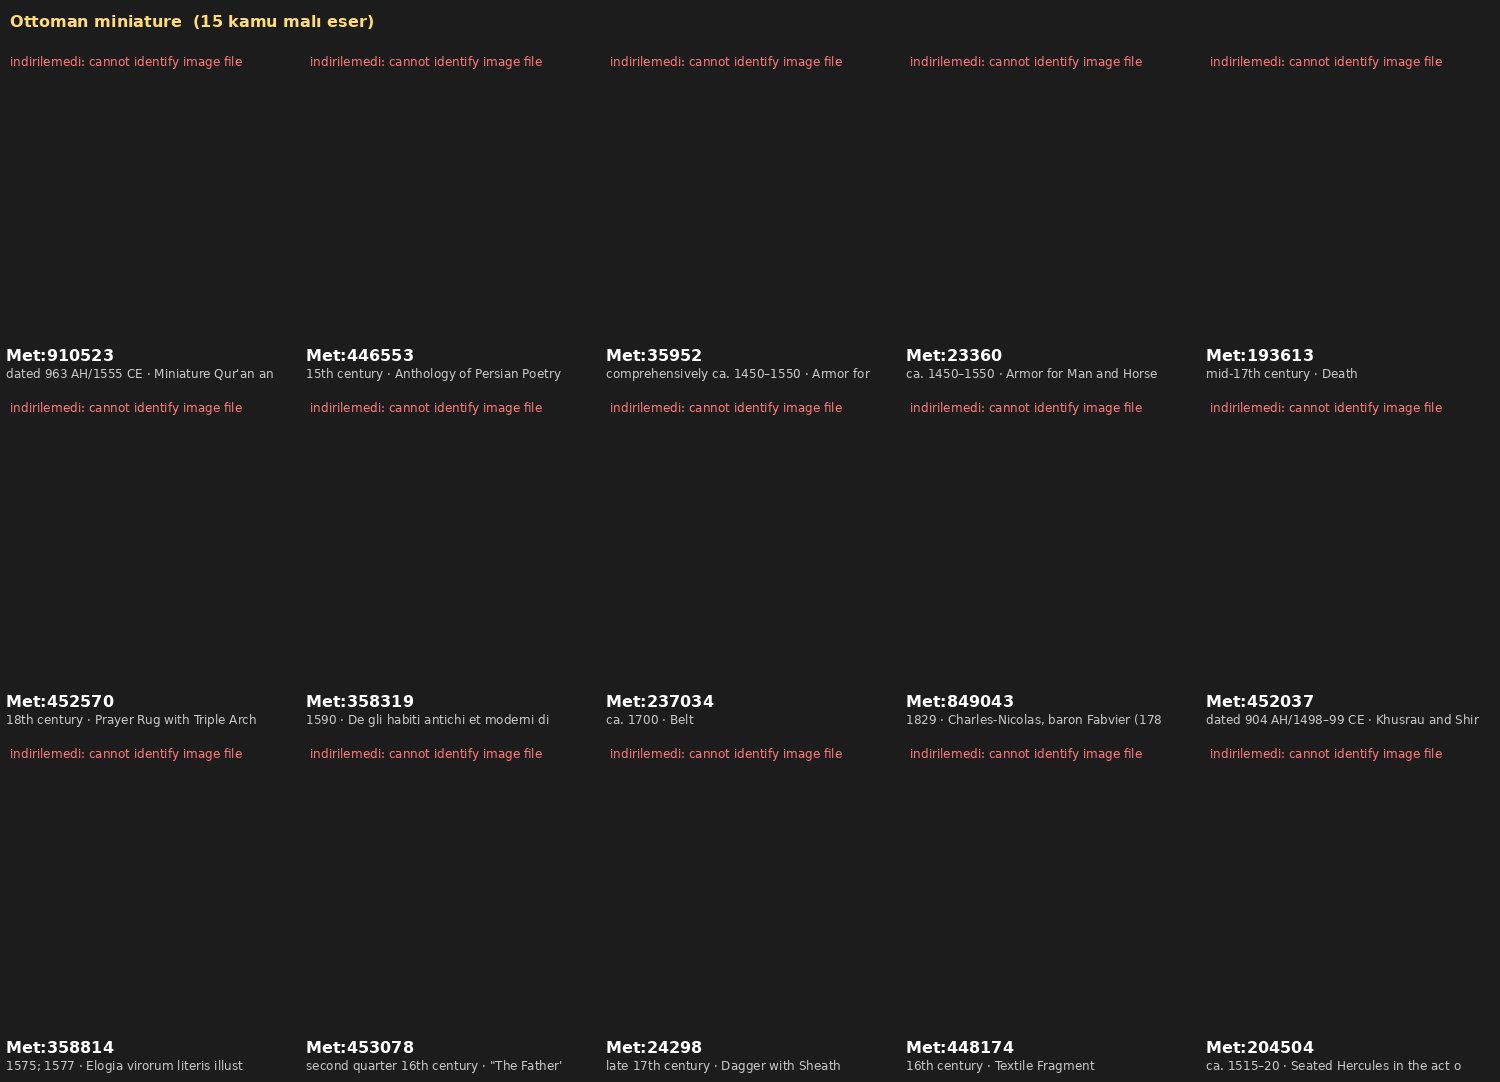 Ottoman miniature  (15 kamu malı eser)
indirilemedi: cannot identify image file
indirilemedi: cannot identify image file
indirilemedi: cannot identify image file
indirilemedi: cannot identify image file
indirilemedi: cannot identify image file
Met:910523
dated 963 AH/1555 CE · Miniature Qur'an an
Met:446553
15th century · Anthology of Persian Poetry
Met:35952
comprehensively ca. 1450–1550 · Armor for
Met:23360
ca. 1450–1550 · Armor for Man and Horse
Met:193613
mid-17th century · Death
indirilemedi: cannot identify image file
indirilemedi: cannot identify image file
indirilemedi: cannot identify image file
indirilemedi: cannot identify image file
indirilemedi: cannot identify image file
Met:452570
18th century · Prayer Rug with Triple Arch
Met:358319
1590 · De gli habiti antichi et moderni di
Met:237034
ca. 1700 · Belt
Met:849043
1829 · Charles-Nicolas, baron Fabvier (178
Met:452037
dated 904 AH/1498–99 CE · Khusrau and Shir
indirilemedi: cannot identify image file
indirilemedi: cannot identify image file
indirilemedi: cannot identify image file
indirilemedi: cannot identify image file
indirilemedi: cannot identify image file
Met:358814
1575; 1577 · Elogia virorum literis illust
Met:453078
second quarter 16th century · "The Father'
Met:24298
late 17th century · Dagger with Sheath
Met:448174
16th century · Textile Fragment
Met:204504
ca. 1515–20 · Seated Hercules in the act o